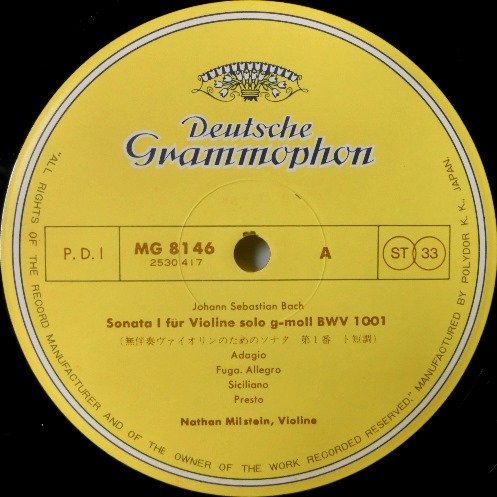 Deutsche
Grammophon
P.D.I
MG 8146
2530 417
A
ST 33
Johann Sebastian Bach
Sonata I für Violine solo g-moll BWV 1001
(無伴奏ヴァイオリンのためのソナタ 第1番 ト短調)
Adagio
Fuga. Allegro
Siciliano
Presto
Nathan Milstein, Violine
"ALL RIGHTS OF THE RECORD MANUFACTURER AND OF THE OWNER OF THE WORK RECORDED RESERVED." MANUFACTURED BY POLYDOR K. K., JAPAN.